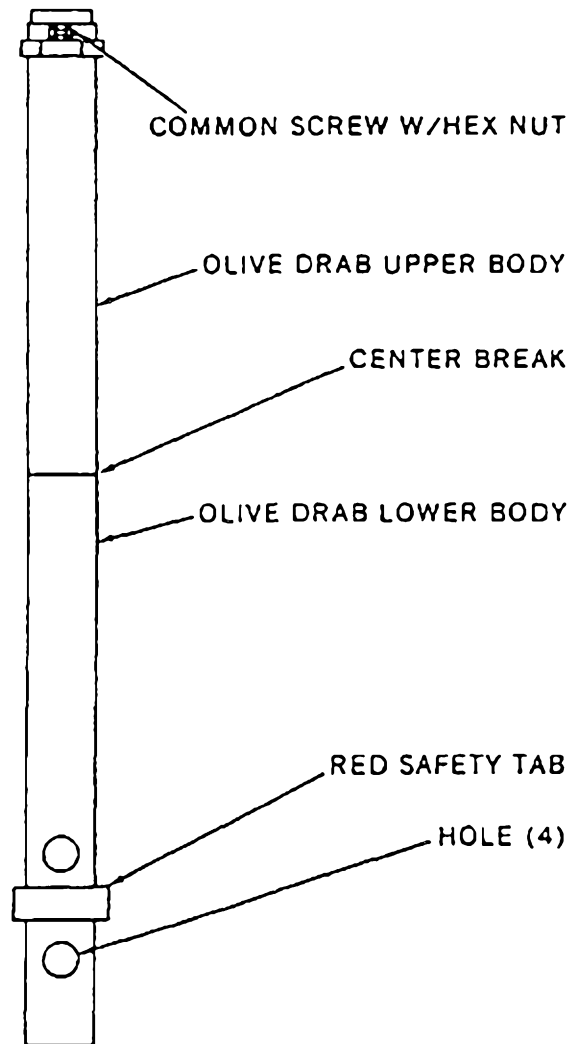 COMMON SCREW W/HEX NUT
OLIVE DRAB UPPER BODY
CENTER BREAK
OLIVE DRAB LOWER BODY
RED SAFETY TAB
HOLE (4)